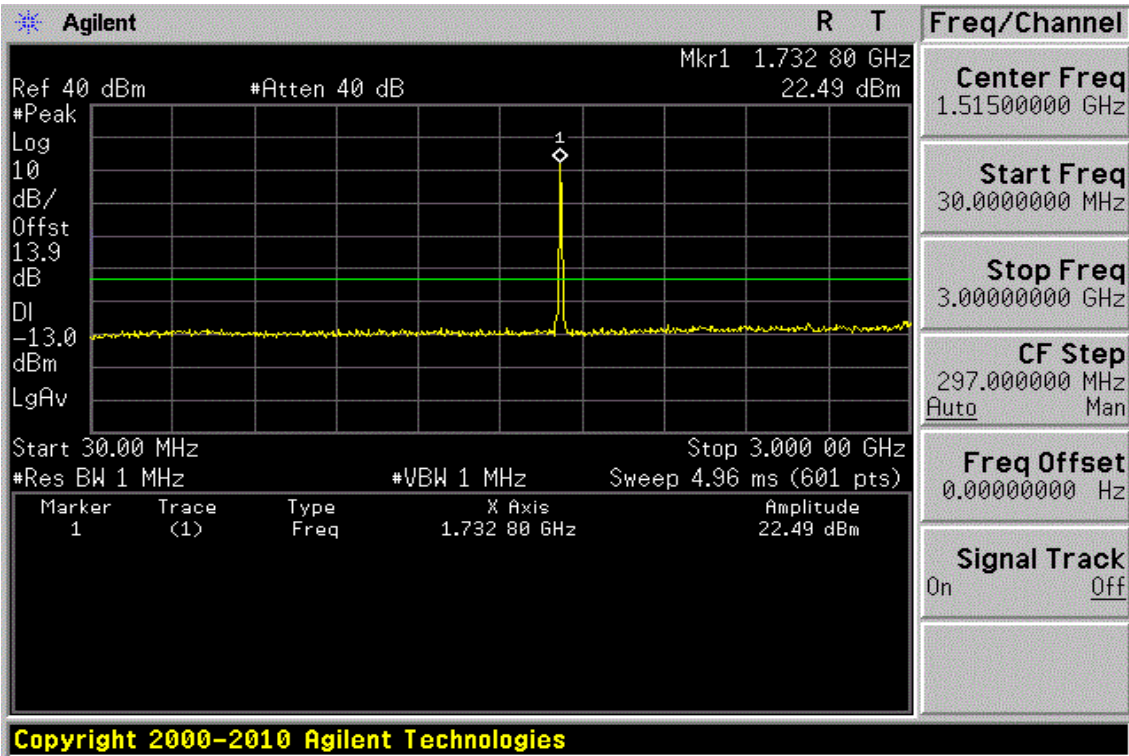 Agilent R T Freq/Channel
Mkr1 1.732 80 GHz
Ref 40 dBm #Atten 40 dB 22.49 dBm
#Peak
Log
10
dB/
Offst
13.9
dB
DI
-13.0
dBm
LgAv
1
Start 30.00 MHz Stop 3.000 00 GHz
#Res BW 1 MHz #VBW 1 MHz Sweep 4.96 ms (601 pts)
Marker Trace Type X Axis Amplitude
1 (1) Freq 1.732 80 GHz 22.49 dBm
Center Freq
1.51500000 GHz
Start Freq
30.0000000 MHz
Stop Freq
3.00000000 GHz
CF Step
297.000000 MHz
Auto Man
Freq Offset
0.00000000 Hz
Signal Track
On Off
Copyright 2000-2010 Agilent Technologies